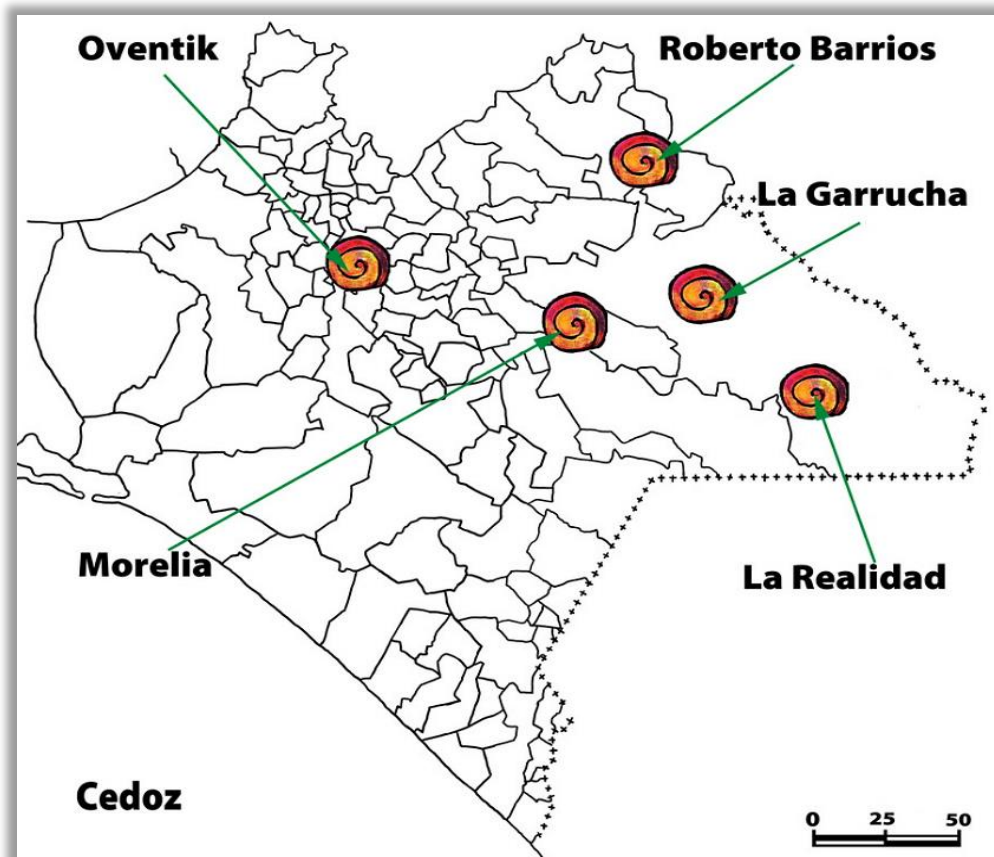 Oventik
Roberto Barrios
La Garrucha
Morelia
La Realidad
Cedoz
0 25 50